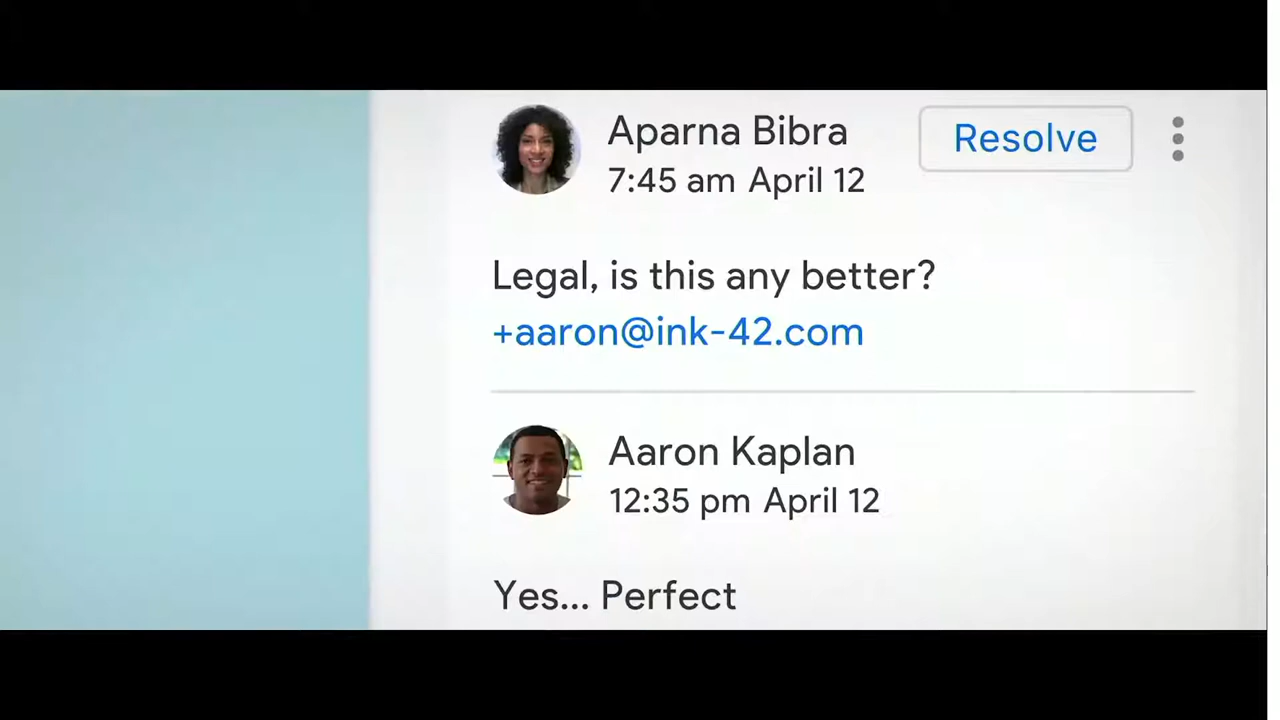 Aparna Bibra
Resolve
7:45 am April 12
Legal, is this any better?
+aaron@ink-42.com
Aaron Kaplan
12:35 pm April 12
Yes... Perfect